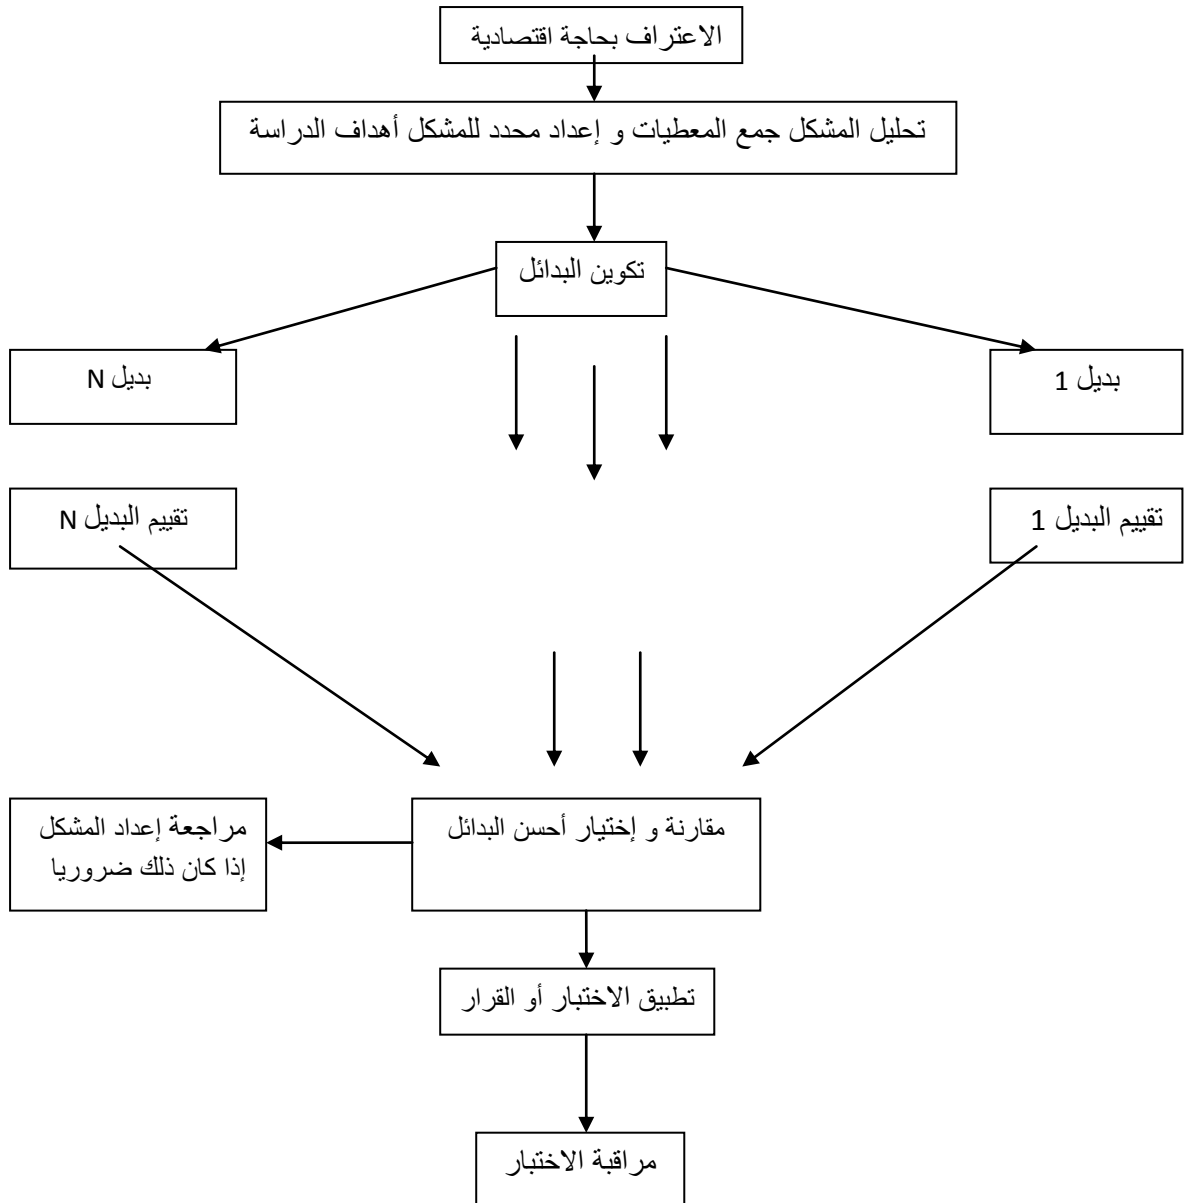 الاعتراف بحاجة اقتصادية
تحليل المشكل جمع المعطيات و إعداد محدد للمشكل أهداف الدراسة
تكوين البدائل
بديل 1
بديل N
تقييم البديل 1
تقييم البديل N
مقارنة و إختيار أحسن البدائل
مراجعة إعداد المشكل
إذا كان ذلك ضروريا
تطبيق الاختبار أو القرار
مراقبة الاختبار